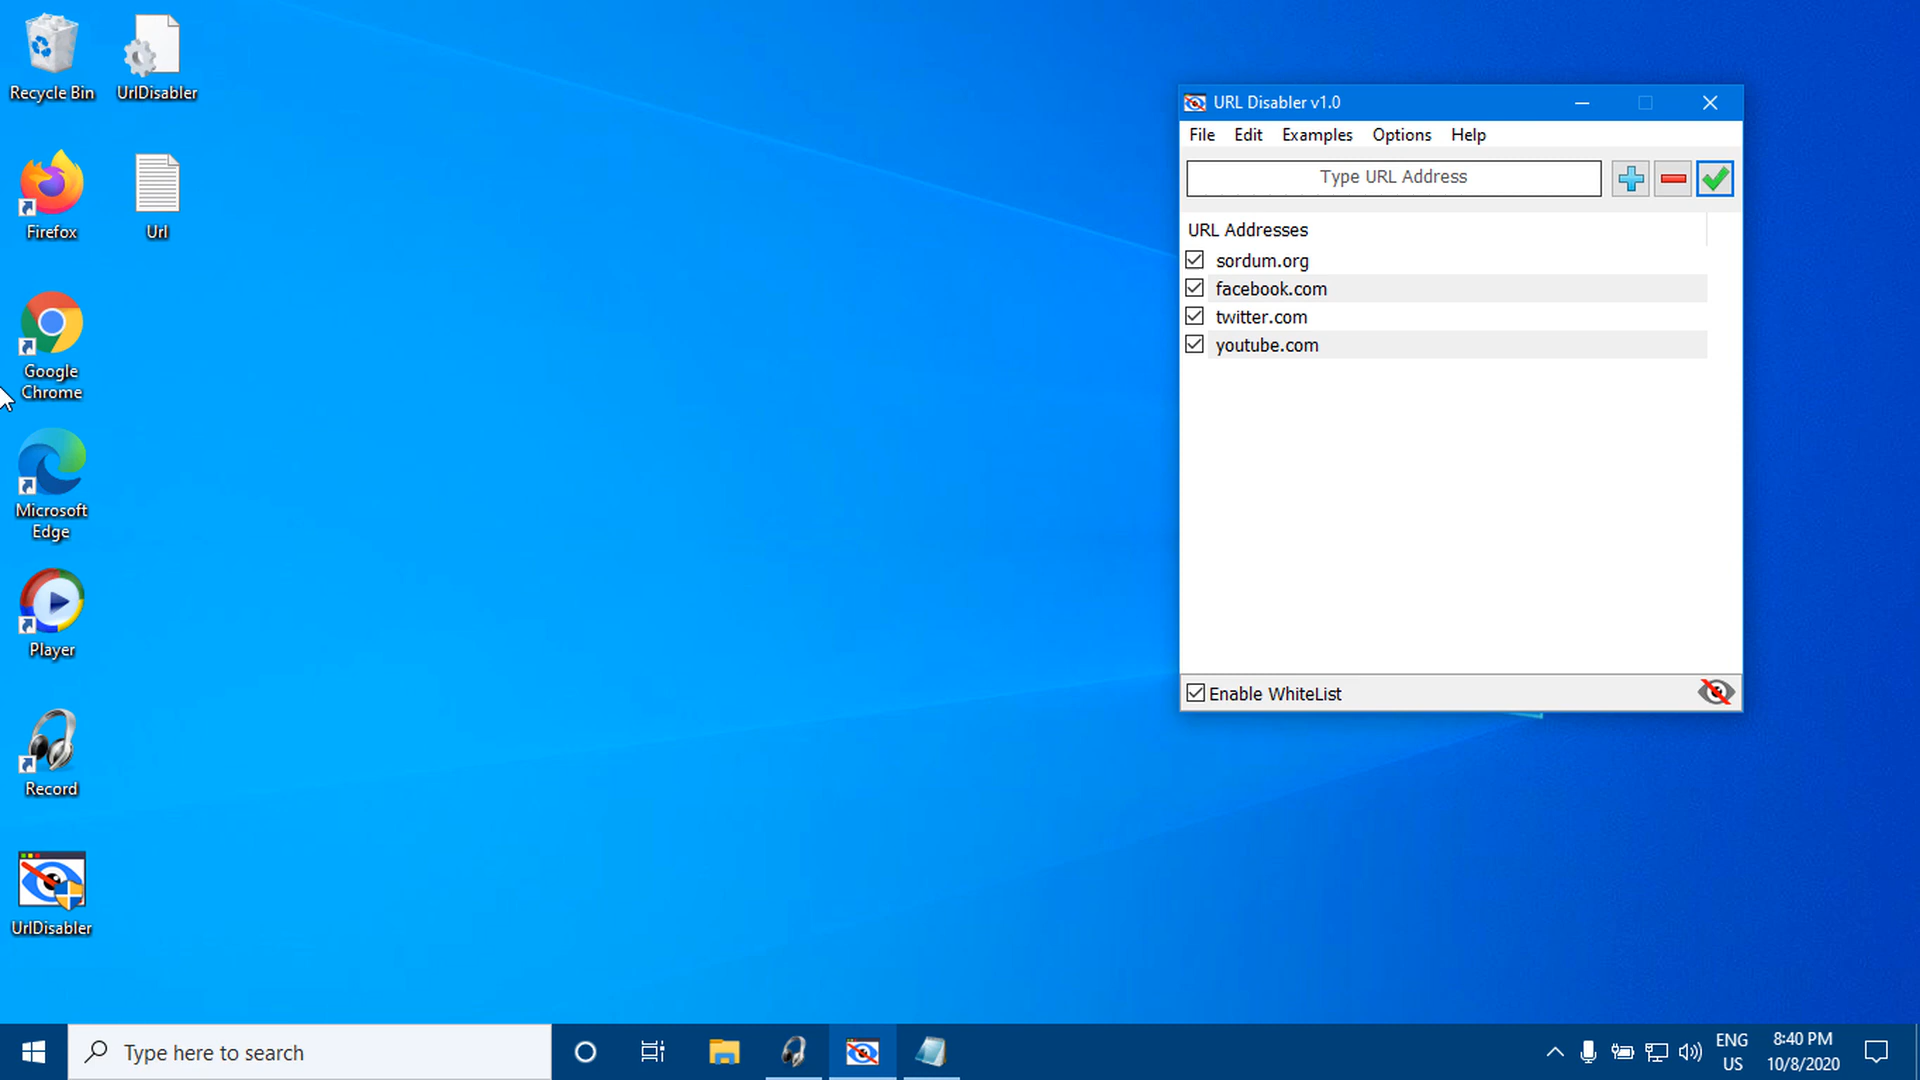 Recycle Bin
UrlDisabler
Firefox
Url
Google
Chrome
Microsoft
Edge
Player
Record
UrlDisabler
URL Disabler v1.0
File Edit Examples Options Help
Type URL Address
URL Addresses
sordum.org
facebook.com
twitter.com
youtube.com
Enable WhiteList
Type here to search
ENG
US
8:40 PM
10/8/2020